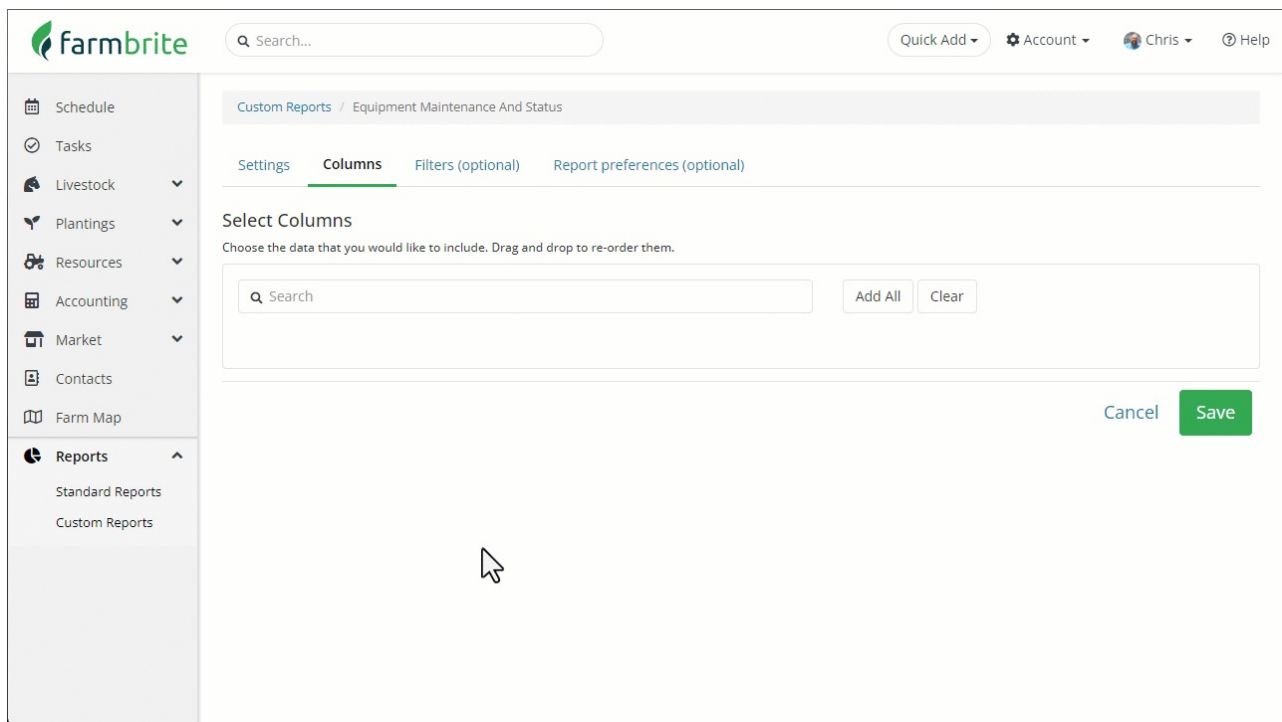 farmbrite
Search...
Quick Add
Account
Chris
Help
Schedule
Tasks
Livestock
Plantings
Resources
Accounting
Market
Contacts
Farm Map
Reports
Standard Reports
Custom Reports
Custom Reports / Equipment Maintenance And Status
Settings Columns Filters (optional) Report preferences (optional)
Select Columns
Choose the data that you would like to include. Drag and drop to re-order them.
Search
Add All
Clear
Cancel
Save